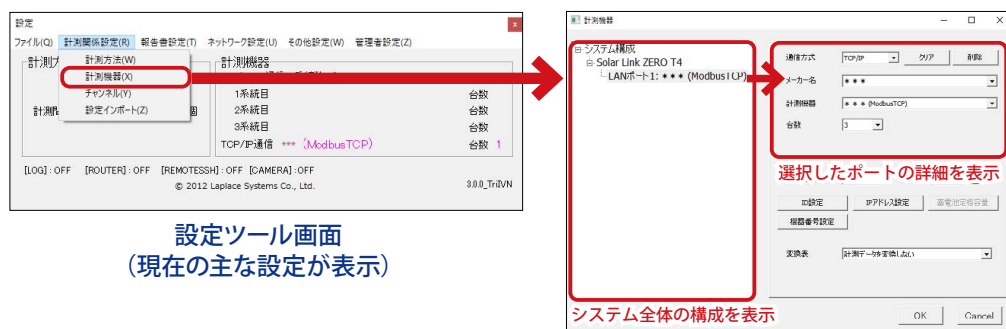 設定
ファイル(Q) 計測関係設定(R) 報告書設定(T) ネットワーク設定(U) その他設定(W) 管理者設定(Z)
計測方法(W)
計測機器(X)
チャンネル(Y)
設定インポート(Z)
計測
個
計測機器
1系統目 台数
2系統目 台数
3系統目 台数
TCP/IP通信 *** (ModbusTCP) 台数 1
[LOG]:OFF [ROUTER]:OFF [REMOTESSH]:OFF [CAMERA]:OFF
© 2012 Laplace Systems Co., Ltd. 3.0.0_TriIVN
設定ツール画面
(現在の主な設定が表示)
計測機器
システム構成
Solar Link ZERO T4
LANポート1: *** (ModbusTCP)
システム全体の構成を表示
通信方式 TCP/IP クリア 削除
メーカー名 ***
計測機器 *** (ModbusTCP)
台数 3
選択したポートの詳細を表示
ID設定 IPアドレス設定 蓄電池定格容量
機器番号設定
変換表 計測データを変換しない
OK Cancel